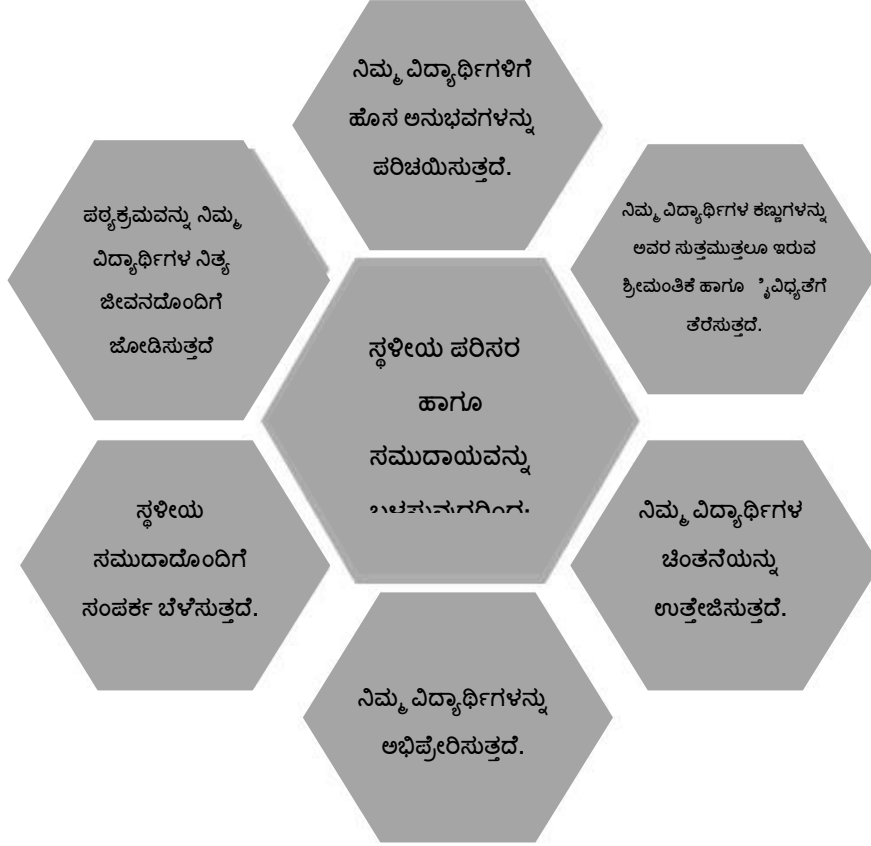 ನಿಮ್ಮ ವಿದ್ಯಾರ್ಥಿಗಳಿಗೆ
ಹೊಸ ಅನುಭವಗಳನ್ನು
ಪರಿಚಯಿಸುತ್ತದೆ.
ಪಠ್ಯಕ್ರಮವನ್ನು ನಿಮ್ಮ
ವಿದ್ಯಾರ್ಥಿಗಳ ನಿತ್ಯ
ಜೀವನದೊಂದಿಗೆ
ಜೋಡಿಸುತ್ತದೆ
ನಿಮ್ಮ ವಿದ್ಯಾರ್ಥಿಗಳ ಕಣ್ಣುಗಳನ್ನು
ಅವರ ಸುತ್ತಮುತ್ತಲೂ ಇರುವ
ಶ್ರೀಮಂತಿಕೆ ಹಾಗೂ
ತೆರೆಸುತ್ತದೆ.
ಸ್ಥಳೀಯ ಪರಿಸರ
ಹಾಗೂ
ಸಮುದಾಯವನ್ನು
ಸ್ಥಳೀಯ
ಸಮುದಾದೊಂದಿಗೆ
ಸಂಪರ್ಕ ಬೆಳೆಸುತ್ತದೆ.
ನಿಮ್ಮ ವಿದ್ಯಾರ್ಥಿಗಳ
ಚಿಂತನೆಯನ್ನು
ಉತ್ತೇಜಿಸುತ್ತದೆ.
ನಿಮ್ಮ ವಿದ್ಯಾರ್ಥಿಗಳನ್ನು
ಅಭಿಪ್ರೇರಿಸುತ್ತದೆ.